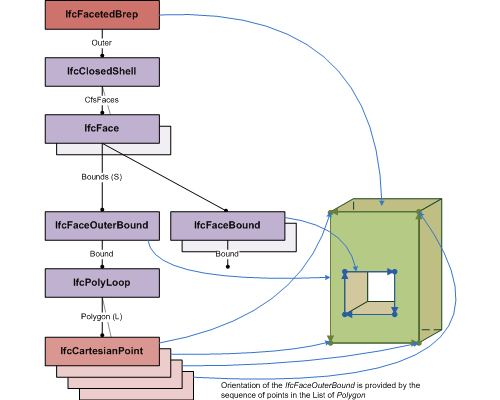 IfcFacetedBrep
Outer
IfcClosedShell
CfsFaces
IfcFace
Bounds (S)
IfcFaceOuterBound
IfcFaceBound
Bound
Bound
IfcPolyLoop
Polygon (L)
IfcCartesianPoint
Orientation of the IfcFaceOuterBound is provided by the
sequence of points in the List of Polygon